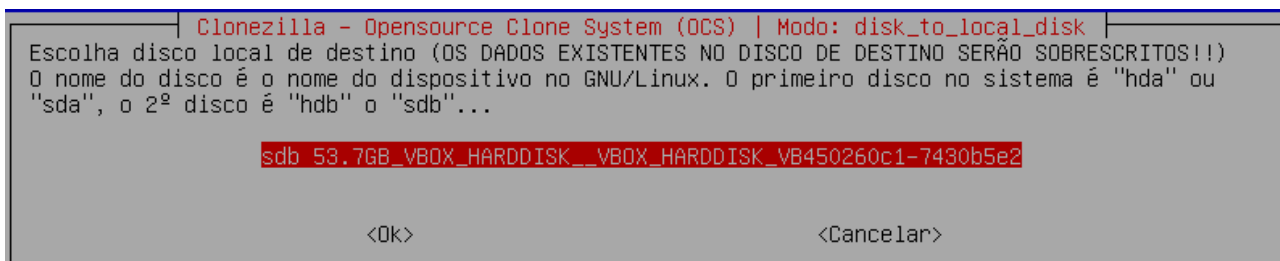 Clonezilla - Opensource Clone System (OCS) | Modo: disk_to_local_disk
Escolha disco local de destino (OS DADOS EXISTENTES NO DISCO DE DESTINO SERÃO SOBRESCRITOS!!)
O nome do disco é o nome do dispositivo no GNU/Linux. O primeiro disco no sistema é "hda" ou
"sda", o 2º disco é "hdb" o "sdb"...
sdb 53.7GB_VBOX_HARDDISK__VBOX_HARDDISK_VB450260c1-7430b5e2
<Ok> <Cancelar>